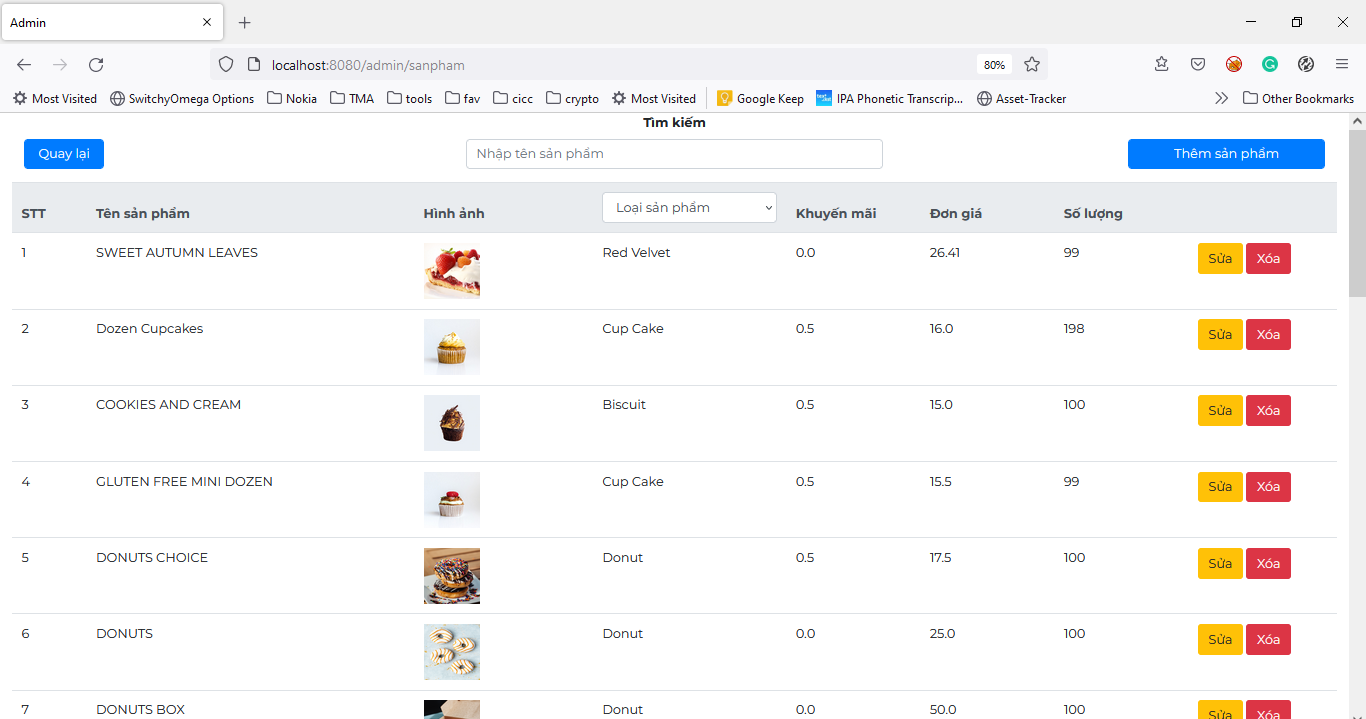 Admin
localhost:8080/admin/sanpham
80%
Most Visited SwitchyOmega Options Nokia TMA tools fav cicc crypto Most Visited Google Keep IPA Phonetic Transcrip... Asset-Tracker Other Bookmarks
Tìm kiếm
Quay lại Nhập tên sản phẩm Thêm sản phẩm
STT Tên sản phẩm Hình ảnh Loại sản phẩm Khuyến mãi Đơn giá Số lượng
1 SWEET AUTUMN LEAVES Red Velvet 0.0 26.41 99 Sửa Xóa
2 Dozen Cupcakes Cup Cake 0.5 16.0 198 Sửa Xóa
3 COOKIES AND CREAM Biscuit 0.5 15.0 100 Sửa Xóa
4 GLUTEN FREE MINI DOZEN Cup Cake 0.5 15.5 99 Sửa Xóa
5 DONUTS CHOICE Donut 0.5 17.5 100 Sửa Xóa
6 DONUTS Donut 0.0 25.0 100 Sửa Xóa
7 DONUTS BOX Donut 0.0 50.0 100 Sửa Xóa